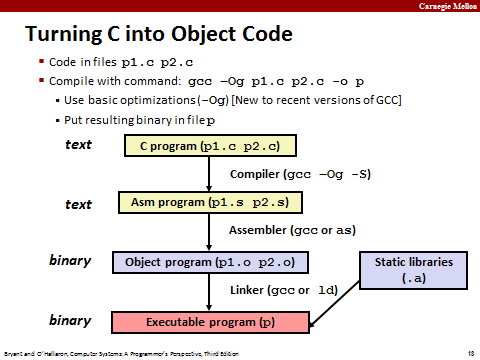 Carnegie Mellon
Turning C into Object Code
▪ Code in files p1.c p2.c
▪ Compile with command: gcc –Og p1.c p2.c -o p
▪ Use basic optimizations (-Og) [New to recent versions of GCC]
▪ Put resulting binary in file p
text
C program (p1.c p2.c)
Compiler (gcc –Og -S)
text
Asm program (p1.s p2.s)
Assembler (gcc or as)
binary
Object program (p1.o p2.o)
Static libraries
(.a)
Linker (gcc or ld)
binary
Executable program (p)
Bryant and O'Hallaron, Computer Systems: A Programmer's Perspective, Third Edition
18